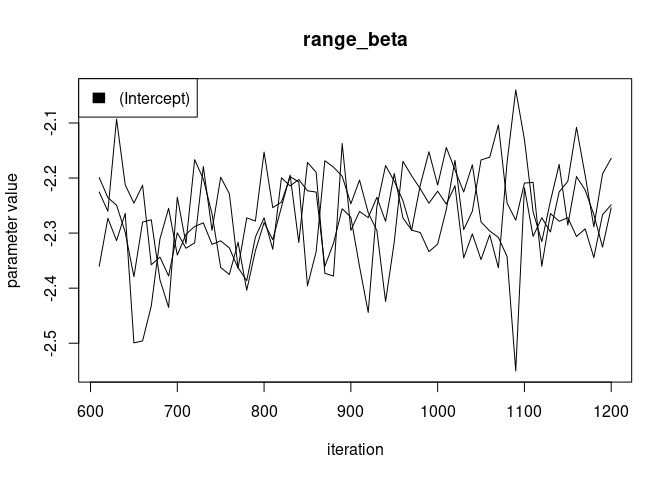 range_beta
(Intercept)
parameter value
-2.1
-2.2
-2.3
-2.4
-2.5
600 700 800 900 1000 1100 1200
iteration